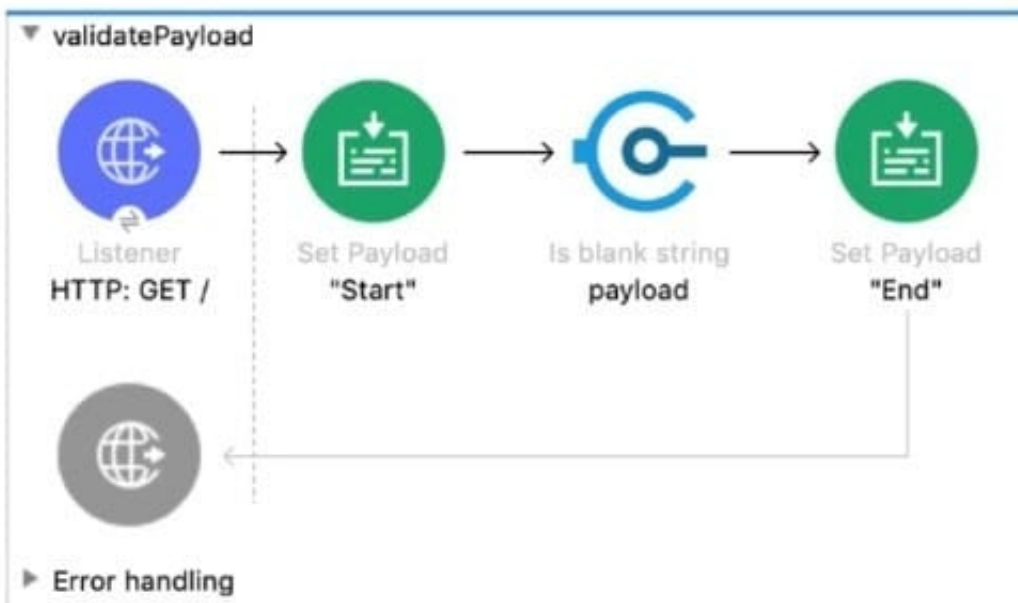 validatePayload
Listener
HTTP: GET /
Set Payload
"Start"
Is blank string
payload
Set Payload
"End"
Error handling